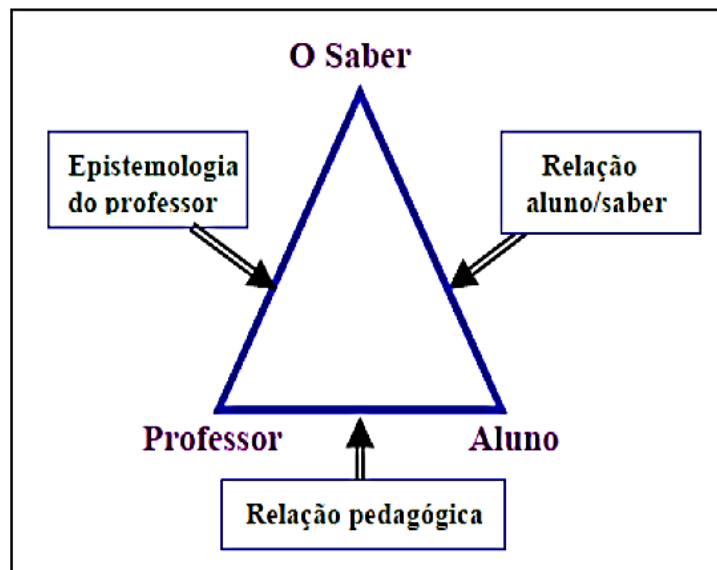 O Saber
Epistemologia
do professor
Relação
aluno/saber
Professor
Aluno
Relação pedagógica